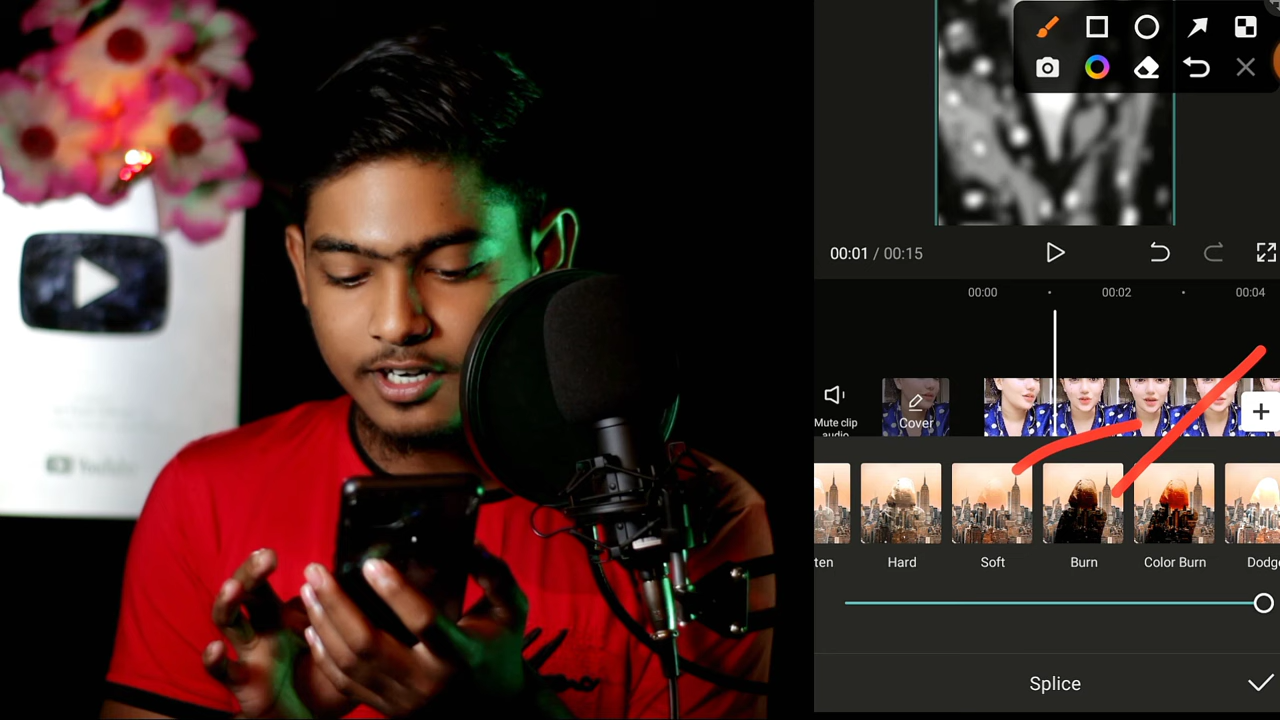 YouTube
00:01 / 00:15
00:00
00:02
00:04
Mute clip
audio
Cover
ten
Hard
Soft
Burn
Color Burn
Dodge
Splice